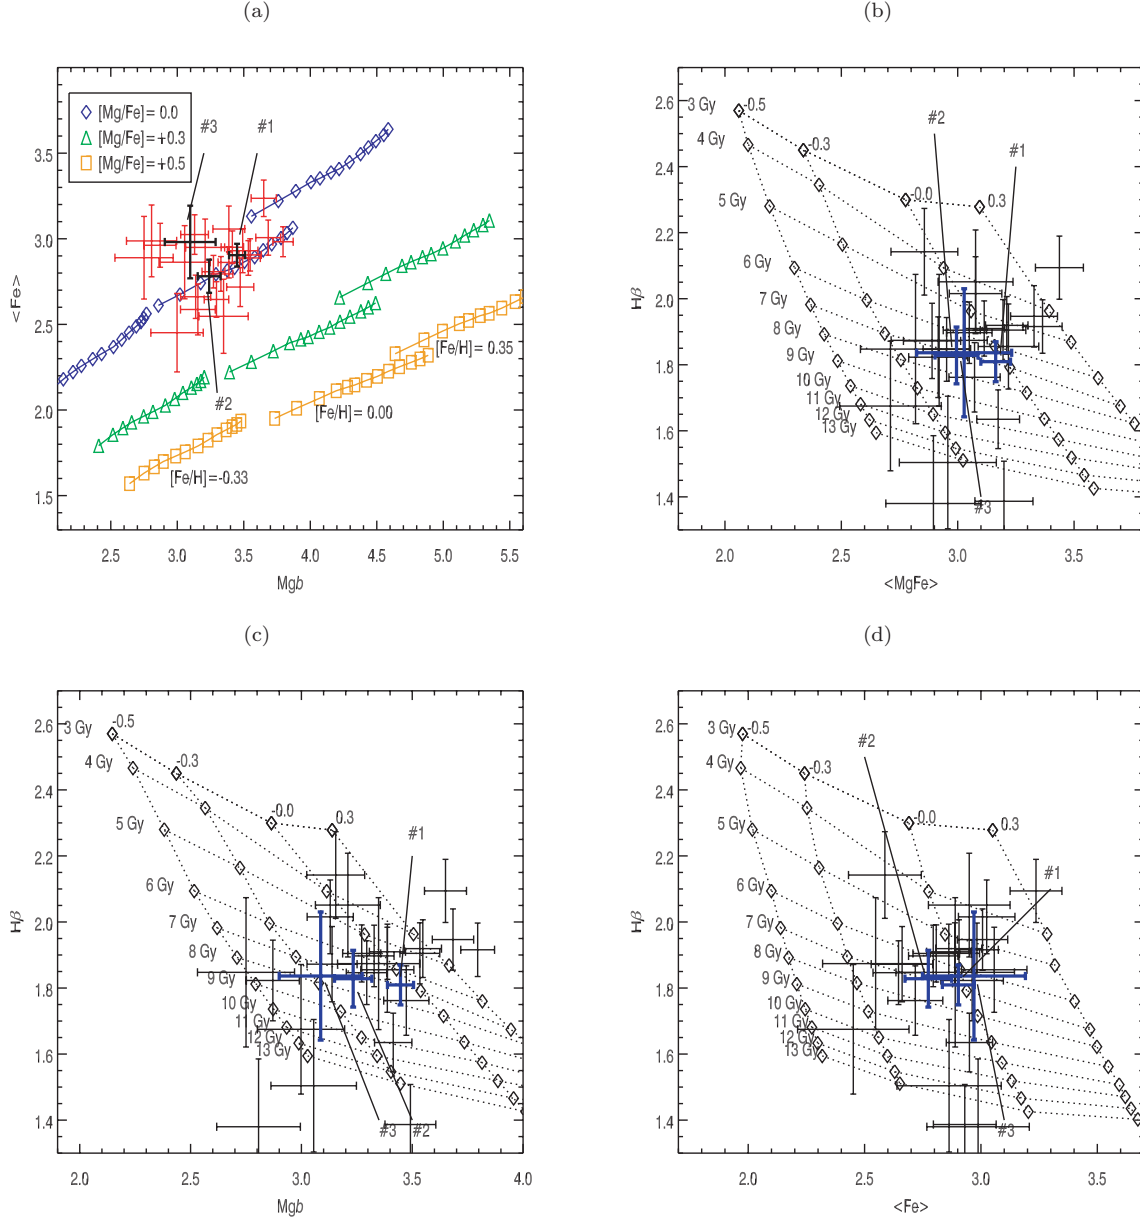 (a)
(b)
[Mg/Fe]= 0.0
[Mg/Fe]= +0.3
[Mg/Fe]= +0.5
#3
#1
#2
[Fe/H]= 0.35
[Fe/H]= 0.00
[Fe/H]=-0.33
3.5
3.0
2.5
2.0
1.5
<Fe>
2.5 3.0 3.5 4.0 4.5 5.0 5.5
Mgb
2.6
2.4
2.2
2.0
1.8
1.6
1.4
Hβ
3 Gy
4 Gy
5 Gy
6 Gy
7 Gy
8 Gy
9 Gy
10 Gy
11 Gy
12 Gy
13 Gy
-0.5
-0.3
-0.0
0.3
#2
#1
#3
2.0 2.5 3.0 3.5
<MgFe>
(c)
(d)
2.6
2.4
2.2
2.0
1.8
1.6
1.4
Hβ
3 Gy
4 Gy
5 Gy
6 Gy
7 Gy
8 Gy
9 Gy
10 Gy
11 Gy
12 Gy
13 Gy
-0.5
-0.3
-0.0
0.3
#1
#3
#2
2.0 2.5 3.0 3.5 4.0
Mgb
2.6
2.4
2.2
2.0
1.8
1.6
1.4
Hβ
3 Gy
4 Gy
5 Gy
6 Gy
7 Gy
8 Gy
9 Gy
10 Gy
11 Gy
12 Gy
13 Gy
-0.5
-0.3
-0.0
0.3
#2
#1
#3
2.0 2.5 3.0 3.5
<Fe>